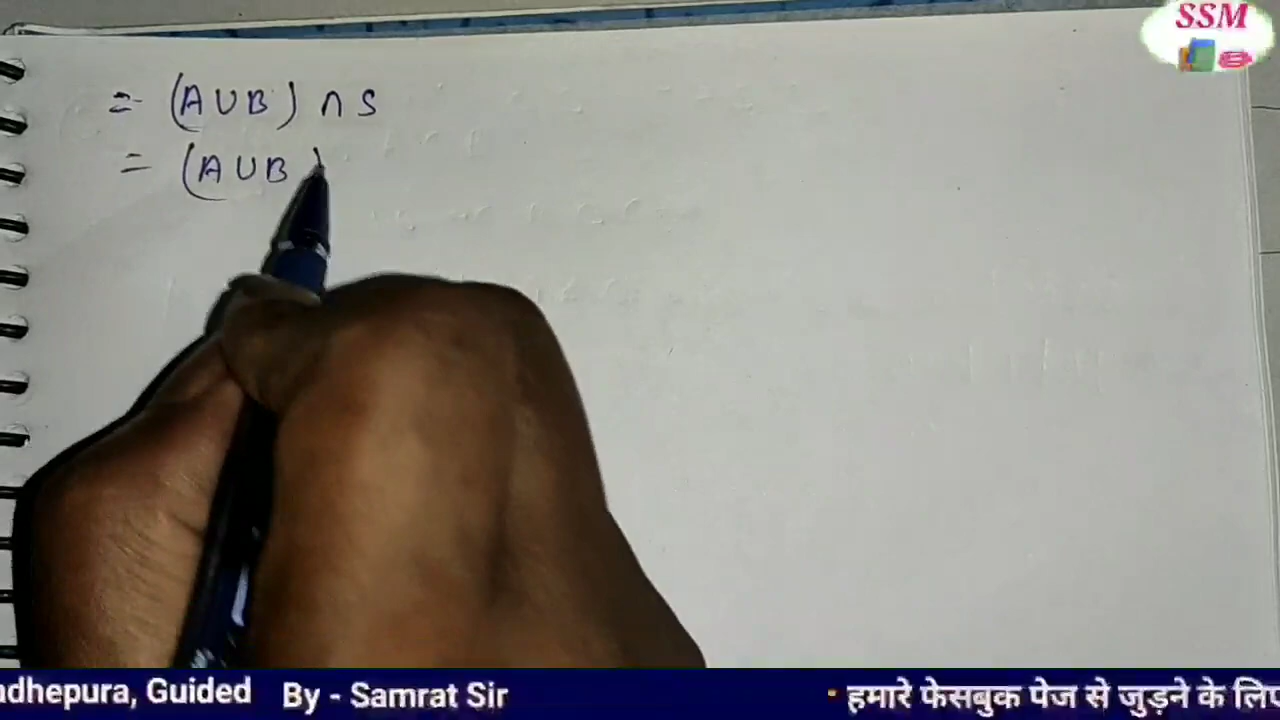 SSM
= (A∪B) ∩ S
= (A∪B)
adhepura, Guided By - Samrat Sir • हमारे फेसबुक पेज से जुड़ने के लिए